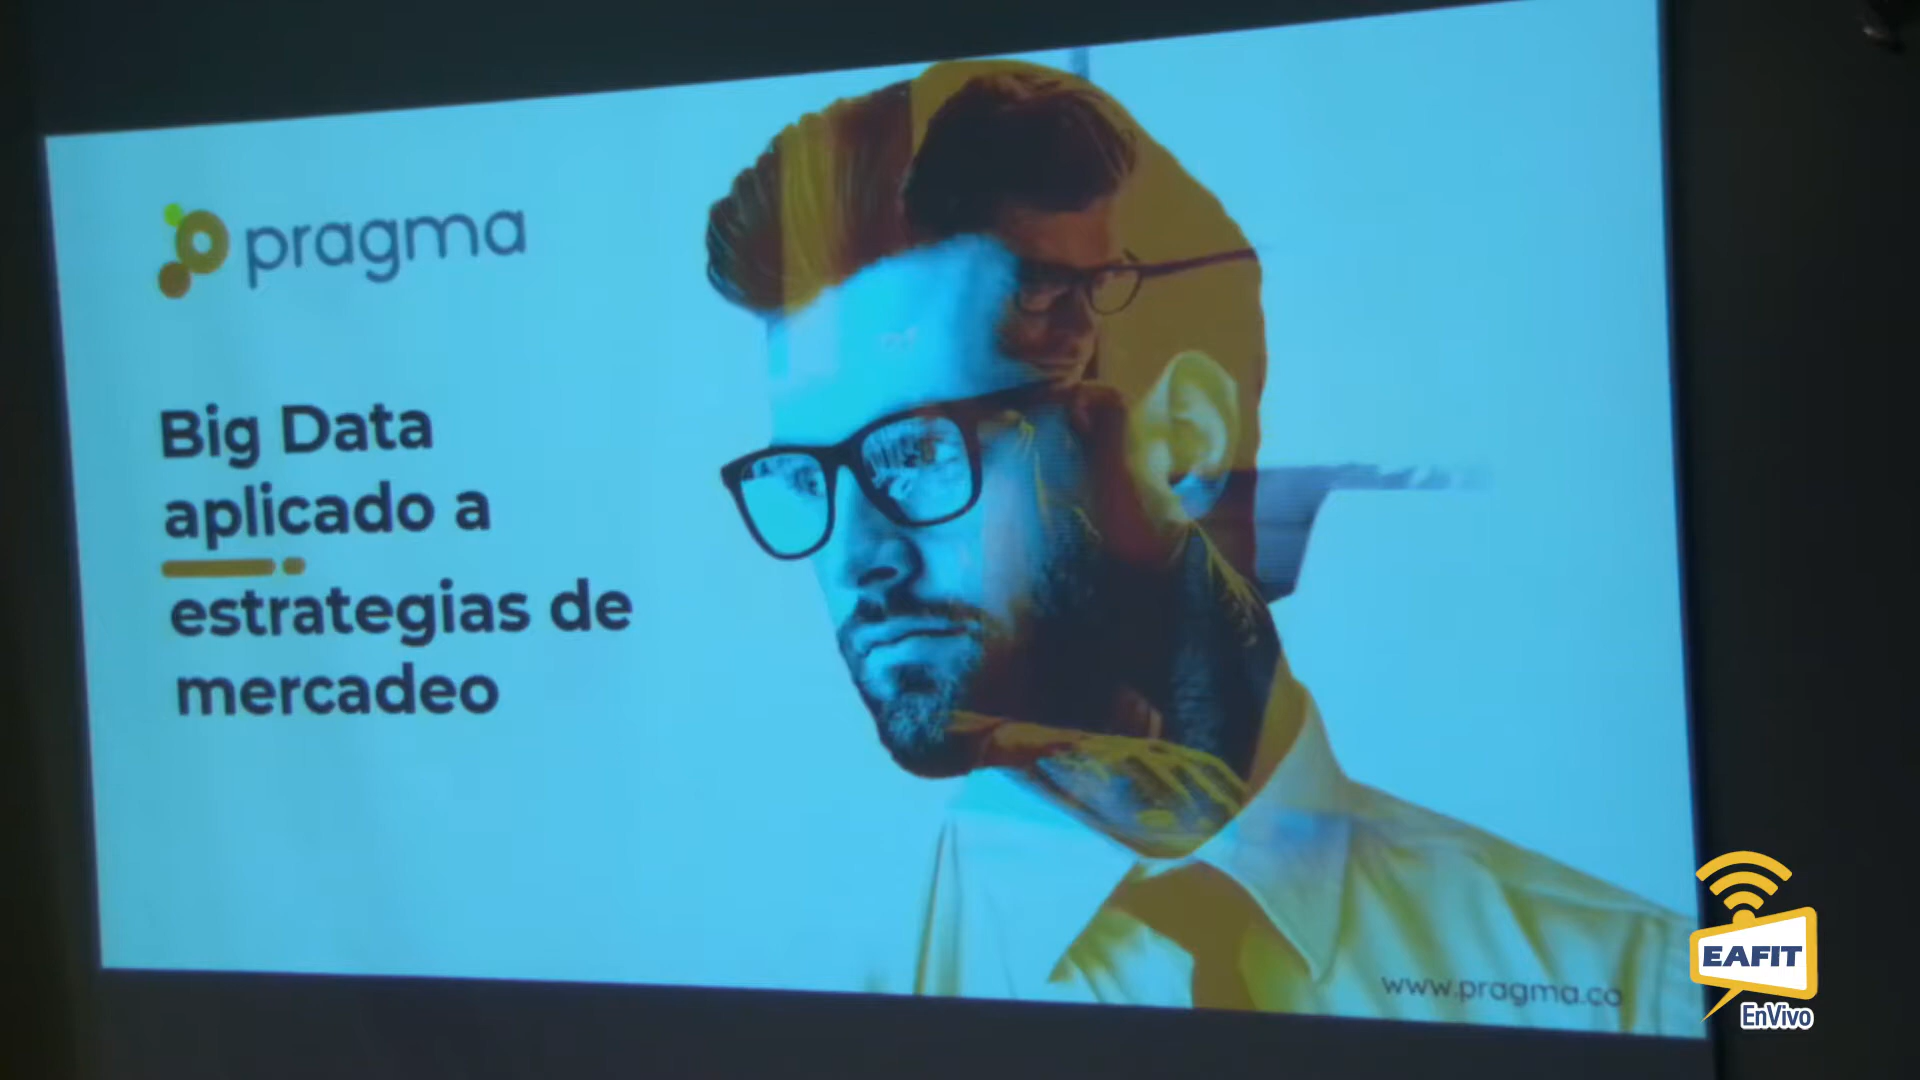 pragma
Big Data
aplicado a
estrategias de
mercadeo
www.pragma.co
EAFIT
EnVivo